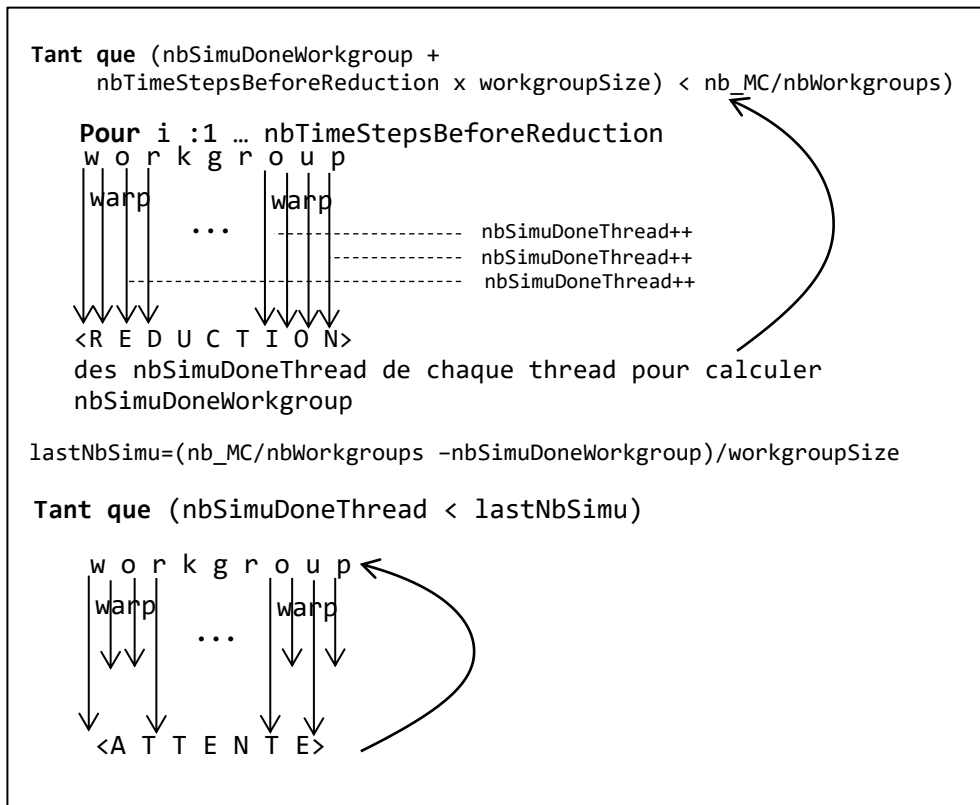 Tant que (nbSimuDoneWorkgroup +
nbTimeStepsBeforeReduction x workgroupSize) < nb_MC/nbWorkgroups)
Pour i :1 … nbTimeStepsBeforeReduction
w o r k g r o u p
warp warp
...
nbSimuDoneThread++
nbSimuDoneThread++
nbSimuDoneThread++
<R E D U C T I O N>
des nbSimuDoneThread de chaque thread pour calculer
nbSimuDoneWorkgroup
lastNbSimu=(nb_MC/nbWorkgroups –nbSimuDoneWorkgroup)/workgroupSize
Tant que (nbSimuDoneThread < lastNbSimu)
w o r k g r o u p
warp warp
...
<A T T E N T E>